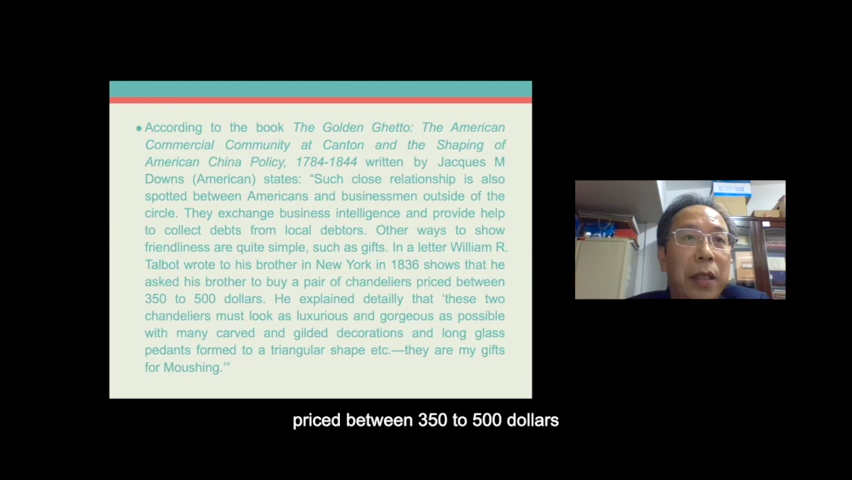 • According to the book The Golden Ghetto: The American
Commercial Community at Canton and the Shaping of
American China Policy, 1784-1844 written by Jacques M
Downs (American) states: “Such close relationship is also
spotted between Americans and businessmen outside of the
circle. They exchange business intelligence and provide help
to collect debts from local debtors. Other ways to show
friendliness are quite simple, such as gifts. In a letter William R.
Talbot wrote to his brother in New York in 1836 shows that he
asked his brother to buy a pair of chandeliers priced between
350 to 500 dollars. He explained detailly that ‘these two
chandeliers must look as luxurious and gorgeous as possible
with many carved and gilded decorations and long glass
pedants formed to a triangular shape etc.—they are my gifts
for Moushing.’”
priced between 350 to 500 dollars